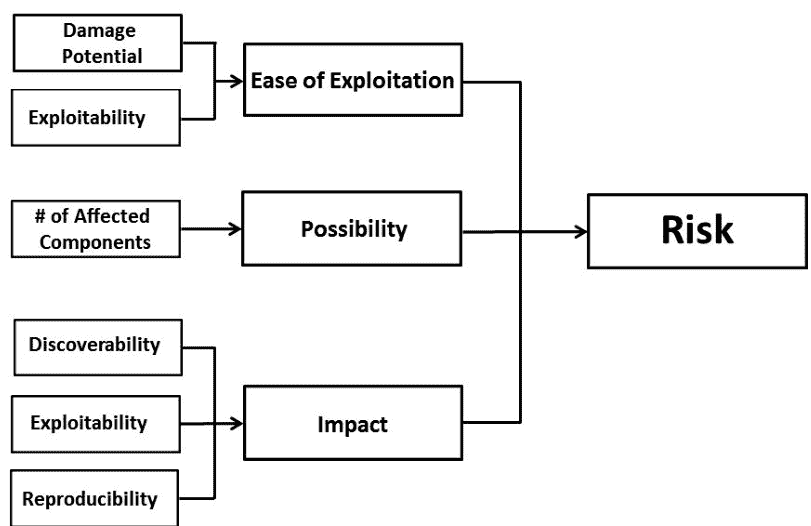 Damage
Potential
Exploitability
Ease of Exploitation
# of Affected
Components
Possibility
Risk
Discoverability
Exploitability
Reproducibility
Impact